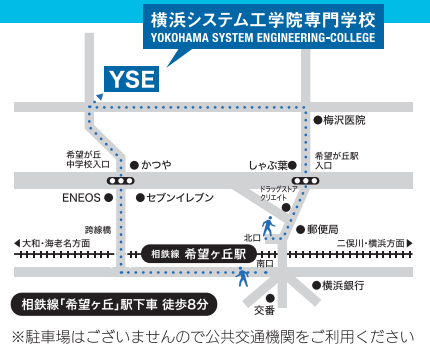 横浜システム工学院専門学校
YOKOHAMA SYSTEM ENGINEERING-COLLEGE
YSE
梅沢医院
希望が丘
中学校入口
かつや
しゃぶ葉
希望が丘駅
入口
ENEOS
セブンイレブン
ドラッグストア
クリエイト
跨線橋
北口
郵便局
大和・海老名方面
相鉄線 希望ヶ丘駅
二俣川・横浜方面
南口
横浜銀行
相鉄線「希望ヶ丘」駅下車 徒歩8分
交番
※駐車場はございませんので公共交通機関をご利用ください